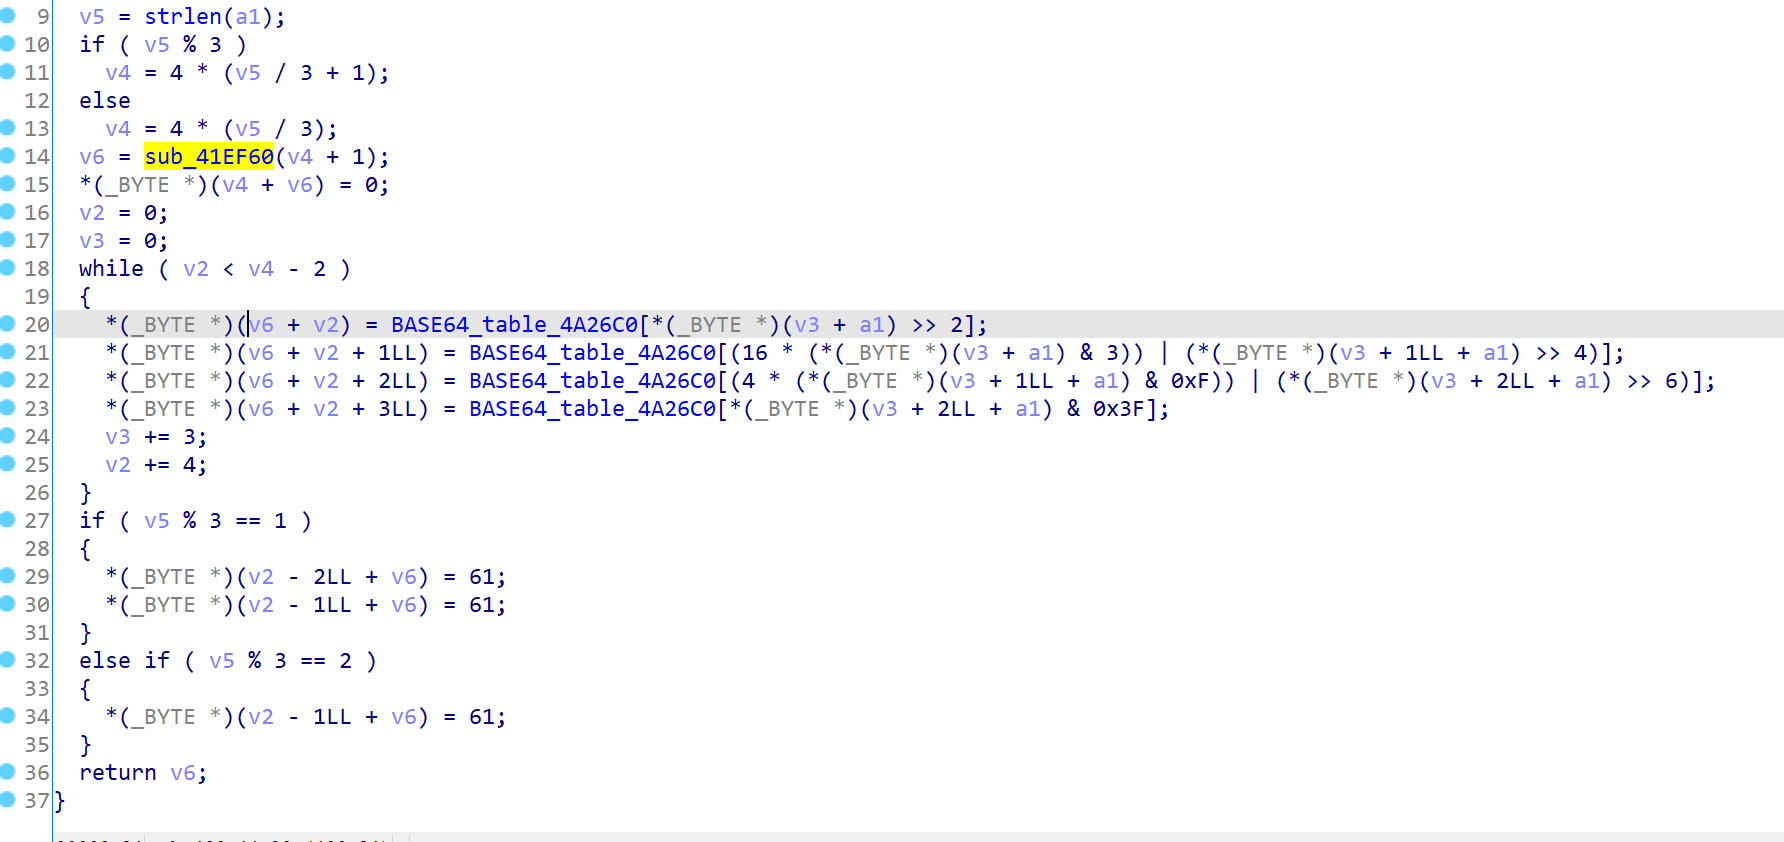 9 v5 = strlen(a1);
10 if ( v5 % 3 )
11 v4 = 4 * (v5 / 3 + 1);
12 else
13 v4 = 4 * (v5 / 3);
14 v6 = sub_41EF60(v4 + 1);
15 *(_BYTE *)(v4 + v6) = 0;
16 v2 = 0;
17 v3 = 0;
18 while ( v2 < v4 - 2 )
19 {
20 *(_BYTE *)(v6 + v2) = BASE64_table_4A26C0[*(_BYTE *)(v3 + a1) >> 2];
21 *(_BYTE *)(v6 + v2 + 1LL) = BASE64_table_4A26C0[(16 * (*(_BYTE *)(v3 + a1) & 3)) | (*(_BYTE *)(v3 + 1LL + a1) >> 4)];
22 *(_BYTE *)(v6 + v2 + 2LL) = BASE64_table_4A26C0[(4 * (*(_BYTE *)(v3 + 1LL + a1) & 0xF)) | (*(_BYTE *)(v3 + 2LL + a1) >> 6)];
23 *(_BYTE *)(v6 + v2 + 3LL) = BASE64_table_4A26C0[*(_BYTE *)(v3 + 2LL + a1) & 0x3F];
24 v3 += 3;
25 v2 += 4;
26 }
27 if ( v5 % 3 == 1 )
28 {
29 *(_BYTE *)(v2 - 2LL + v6) = 61;
30 *(_BYTE *)(v2 - 1LL + v6) = 61;
31 }
32 else if ( v5 % 3 == 2 )
33 {
34 *(_BYTE *)(v2 - 1LL + v6) = 61;
35 }
36 return v6;
37 }